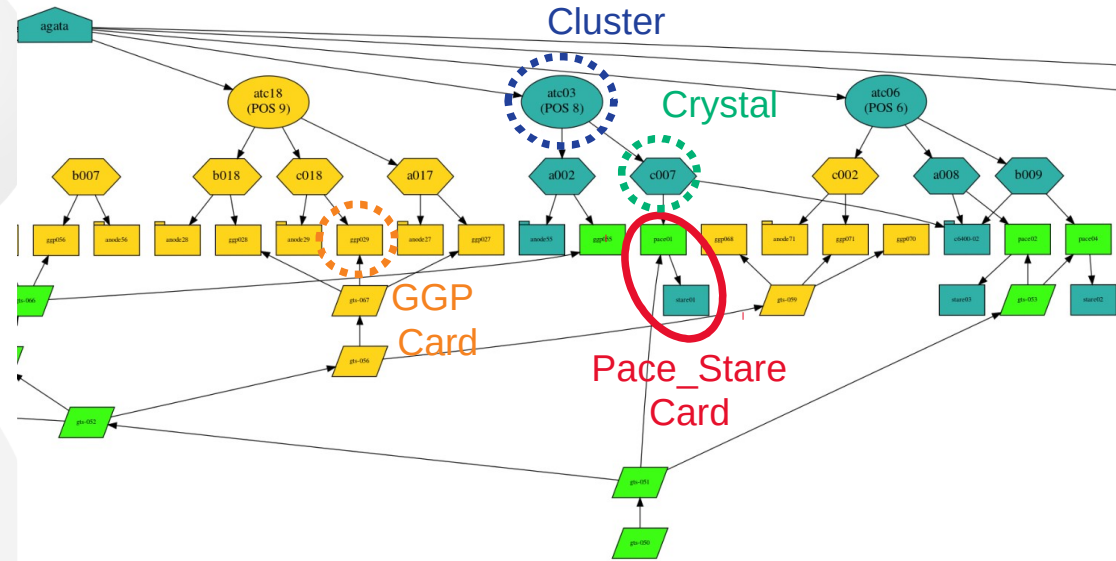 agata
Cluster
atc18
(POS 9)
atc03
(POS 8)
atc06
(POS 6)
Crystal
b007
b018
c018
a017
a002
c007
c002
a008
b009
ggp056
anode56
anode28
ggp028
anode29
ggp029
anode27
ggp027
anode55
ggp055
pace01
ggp068
anode71
ggp071
ggp070
c6400-02
pace02
pace04
gts-066
gts-067
GGP
Card
gts-059
gts-053
stare03
stare02
gts-056
Pace_Stare
Card
gts-052
gts-051
gts-050